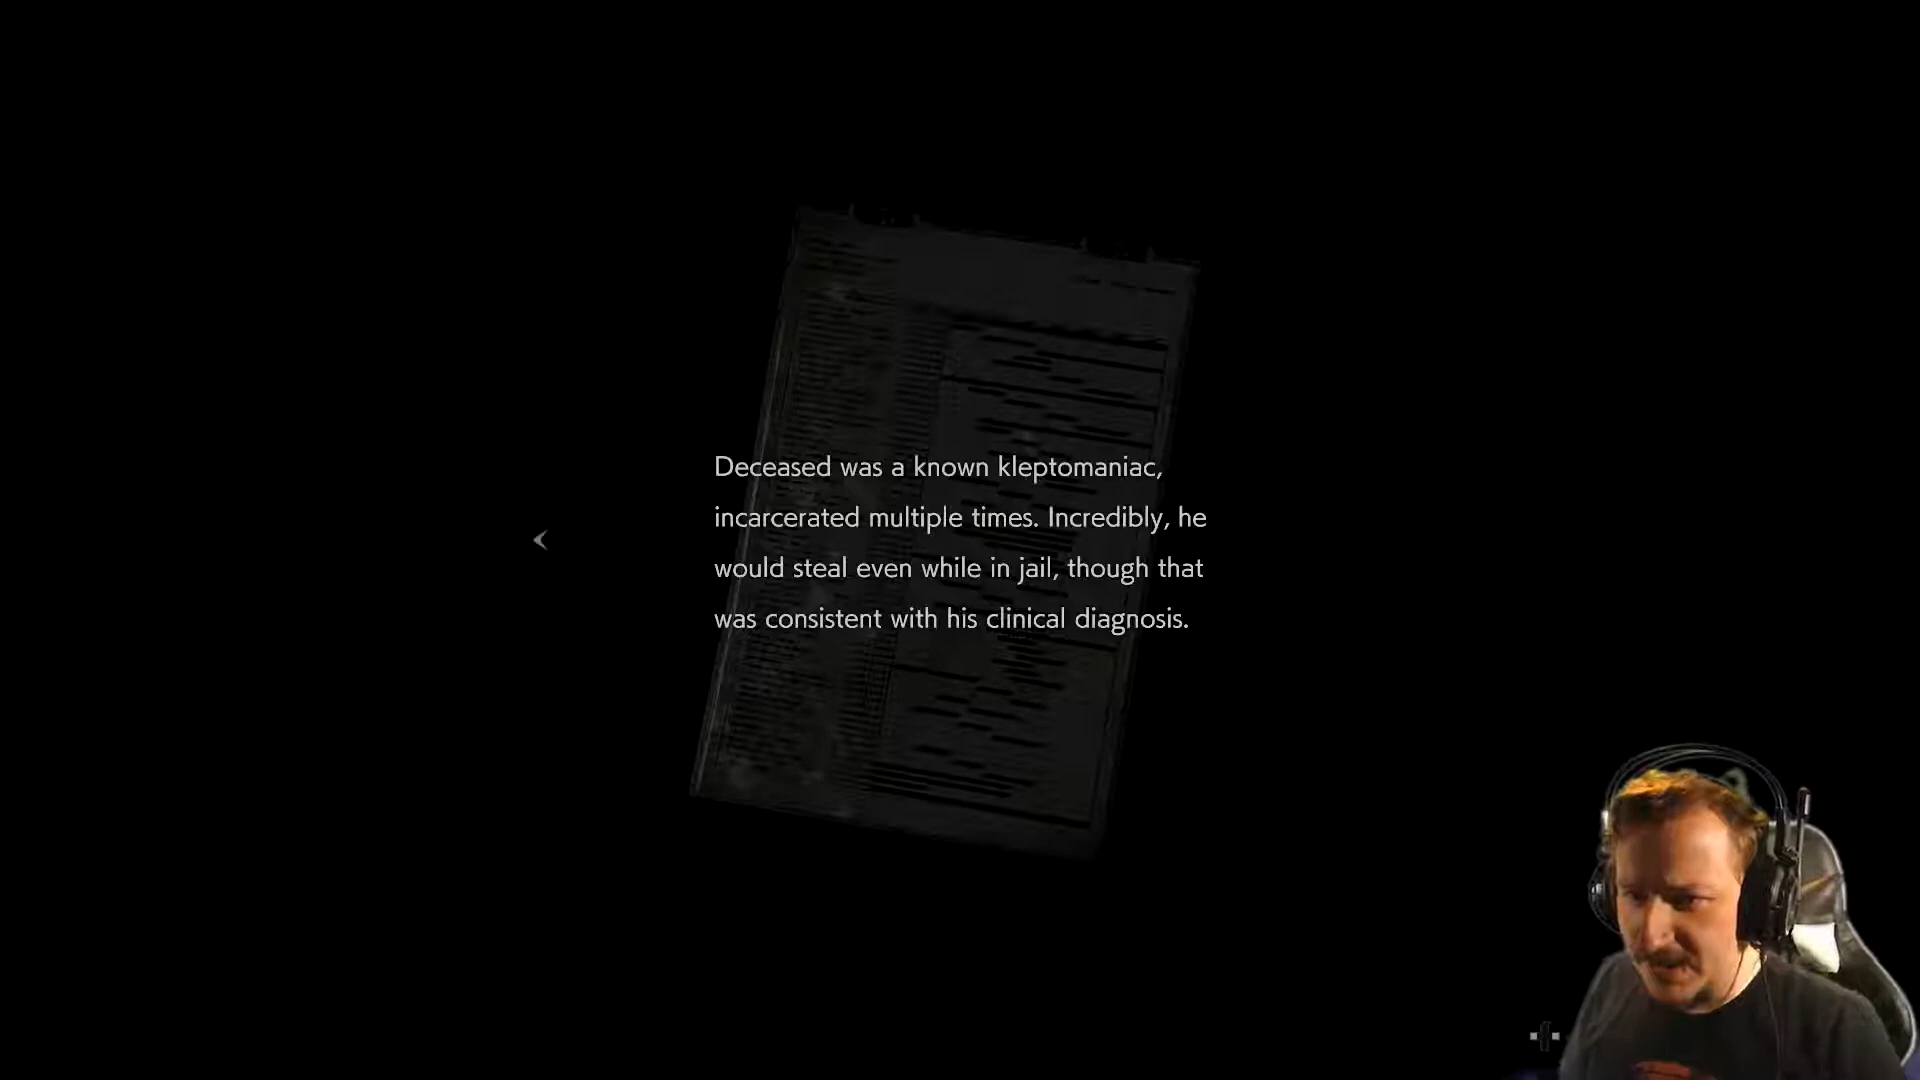 Deceased was a known kleptomaniac,
incarcerated multiple times. Incredibly, he
would steal even while in jail, though that
was consistent with his clinical diagnosis.